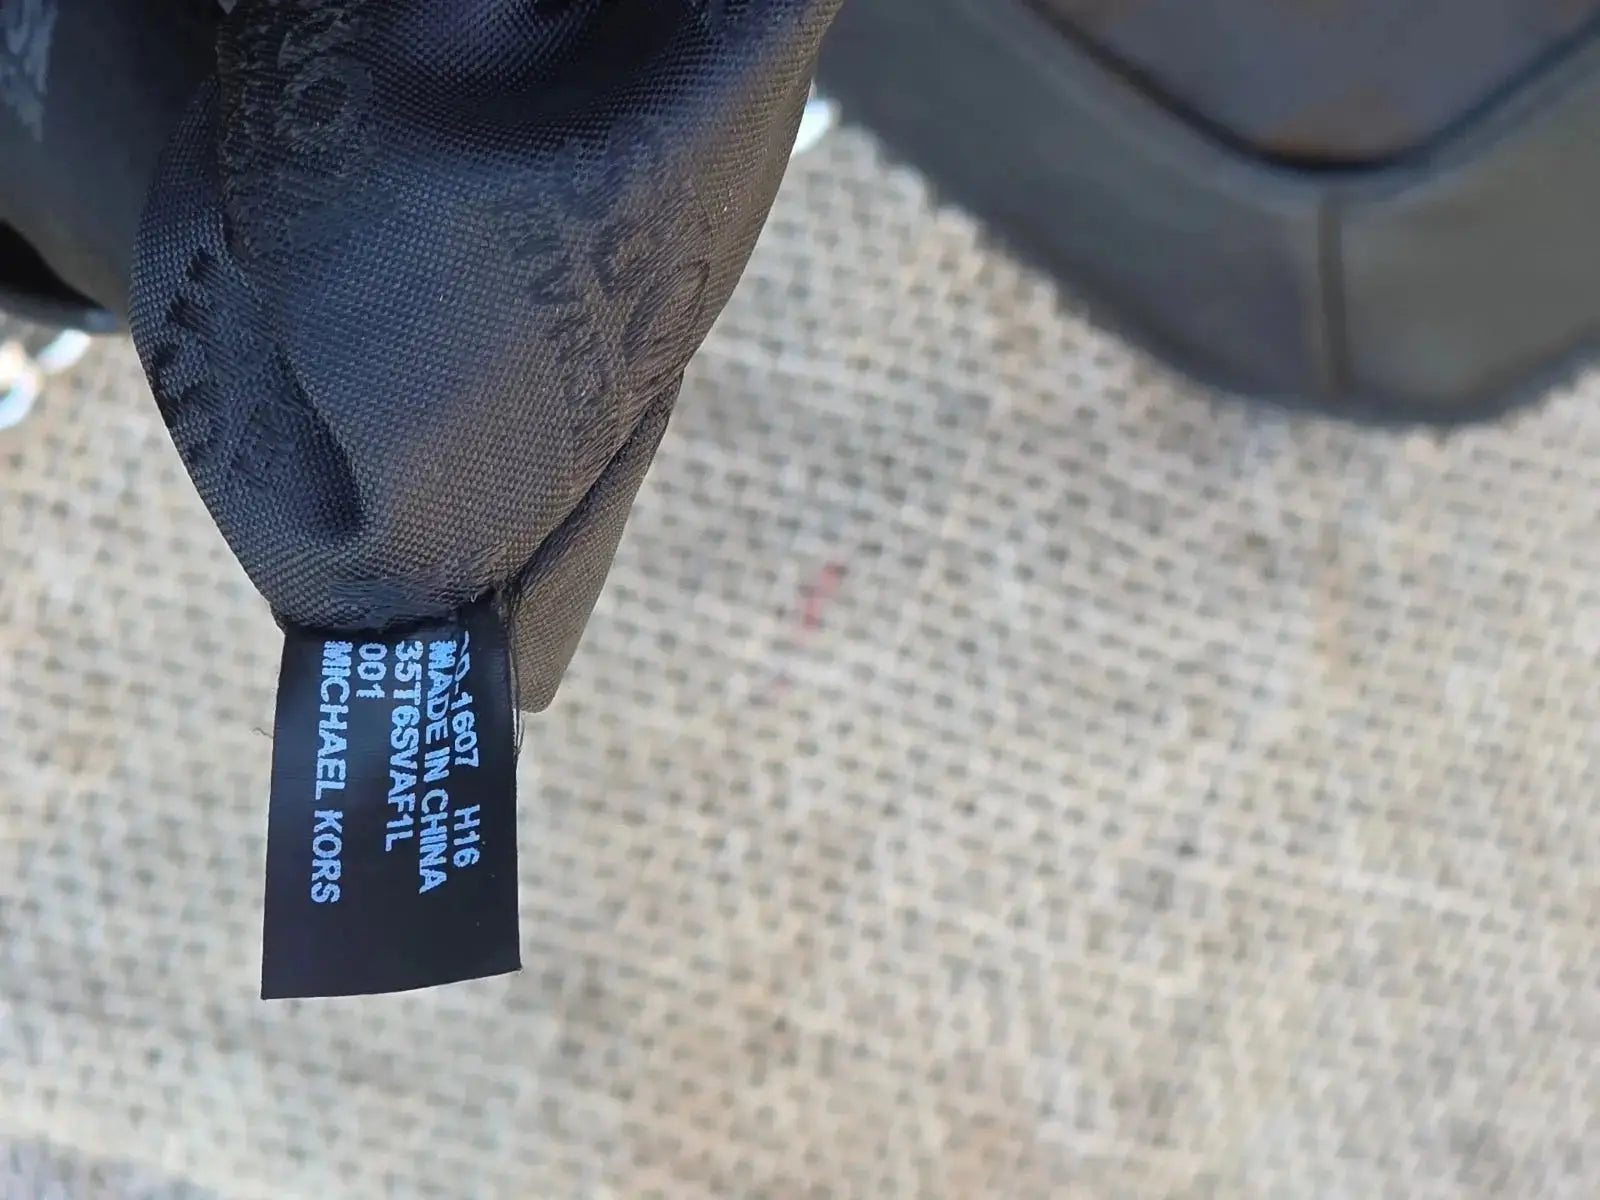 -1607 H16
MADE IN CHINA
35T6SVAF1L
001
MICHAEL KORS